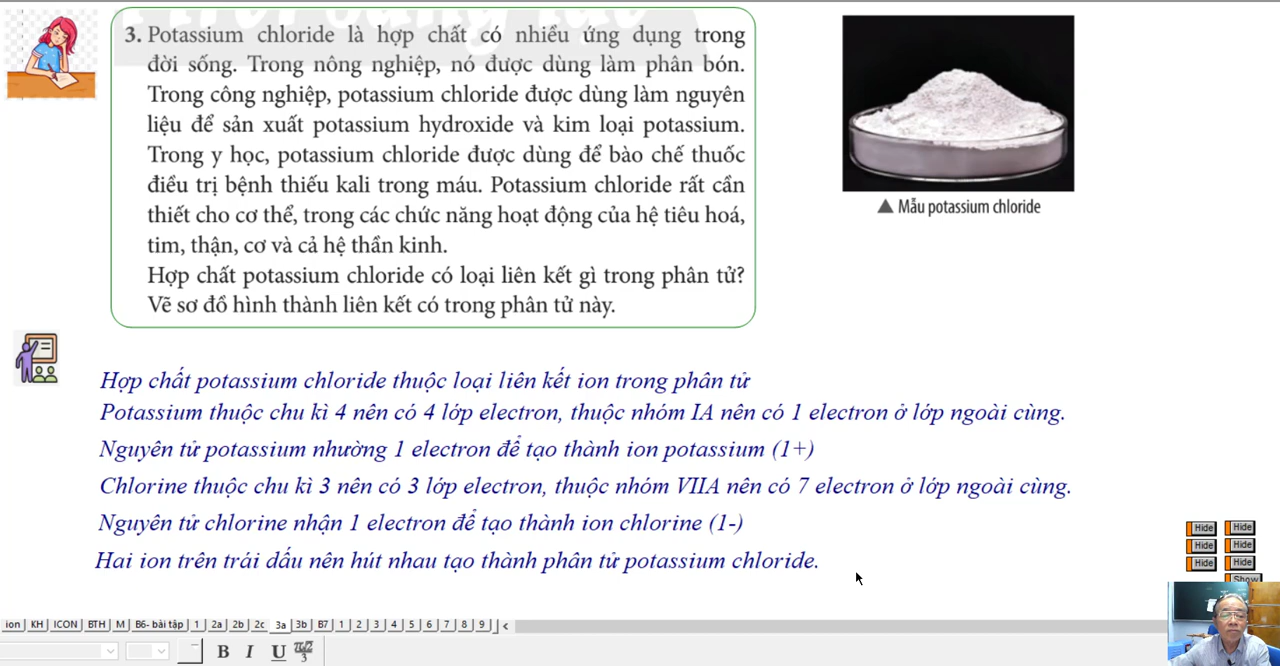 3. Potassium chloride là hợp chất có nhiều ứng dụng trong
đời sống. Trong nông nghiệp, nó được dùng làm phân bón.
Trong công nghiệp, potassium chloride được dùng làm nguyên
liệu để sản xuất potassium hydroxide và kim loại potassium.
Trong y học, potassium chloride được dùng để bào chế thuốc
điều trị bệnh thiếu kali trong máu. Potassium chloride rất cần
thiết cho cơ thể, trong các chức năng hoạt động của hệ tiêu hoá,
tim, thận, cơ và cả hệ thần kinh.
Hợp chất potassium chloride có loại liên kết gì trong phân tử?
Vẽ sơ đồ hình thành liên kết có trong phân tử này.
▲ Mẫu potassium chloride
Hợp chất potassium chloride thuộc loại liên kết ion trong phân tử
Potassium thuộc chu kì 4 nên có 4 lớp electron, thuộc nhóm IA nên có 1 electron ở lớp ngoài cùng.
Nguyên tử potassium nhường 1 electron để tạo thành ion potassium (1+)
Chlorine thuộc chu kì 3 nên có 3 lớp electron, thuộc nhóm VIIA nên có 7 electron ở lớp ngoài cùng.
Nguyên tử chlorine nhận 1 electron để tạo thành ion chlorine (1-)
Hai ion trên trái dấu nên hút nhau tạo thành phân tử potassium chloride.
Hide Hide
Hide Hide
Hide Hide
Show
ion KH ICON BTH M B6- bài tập 1 2a 2b 2c 3a 3b B7 1 2 3 4 5 6 7 8 9
B I U